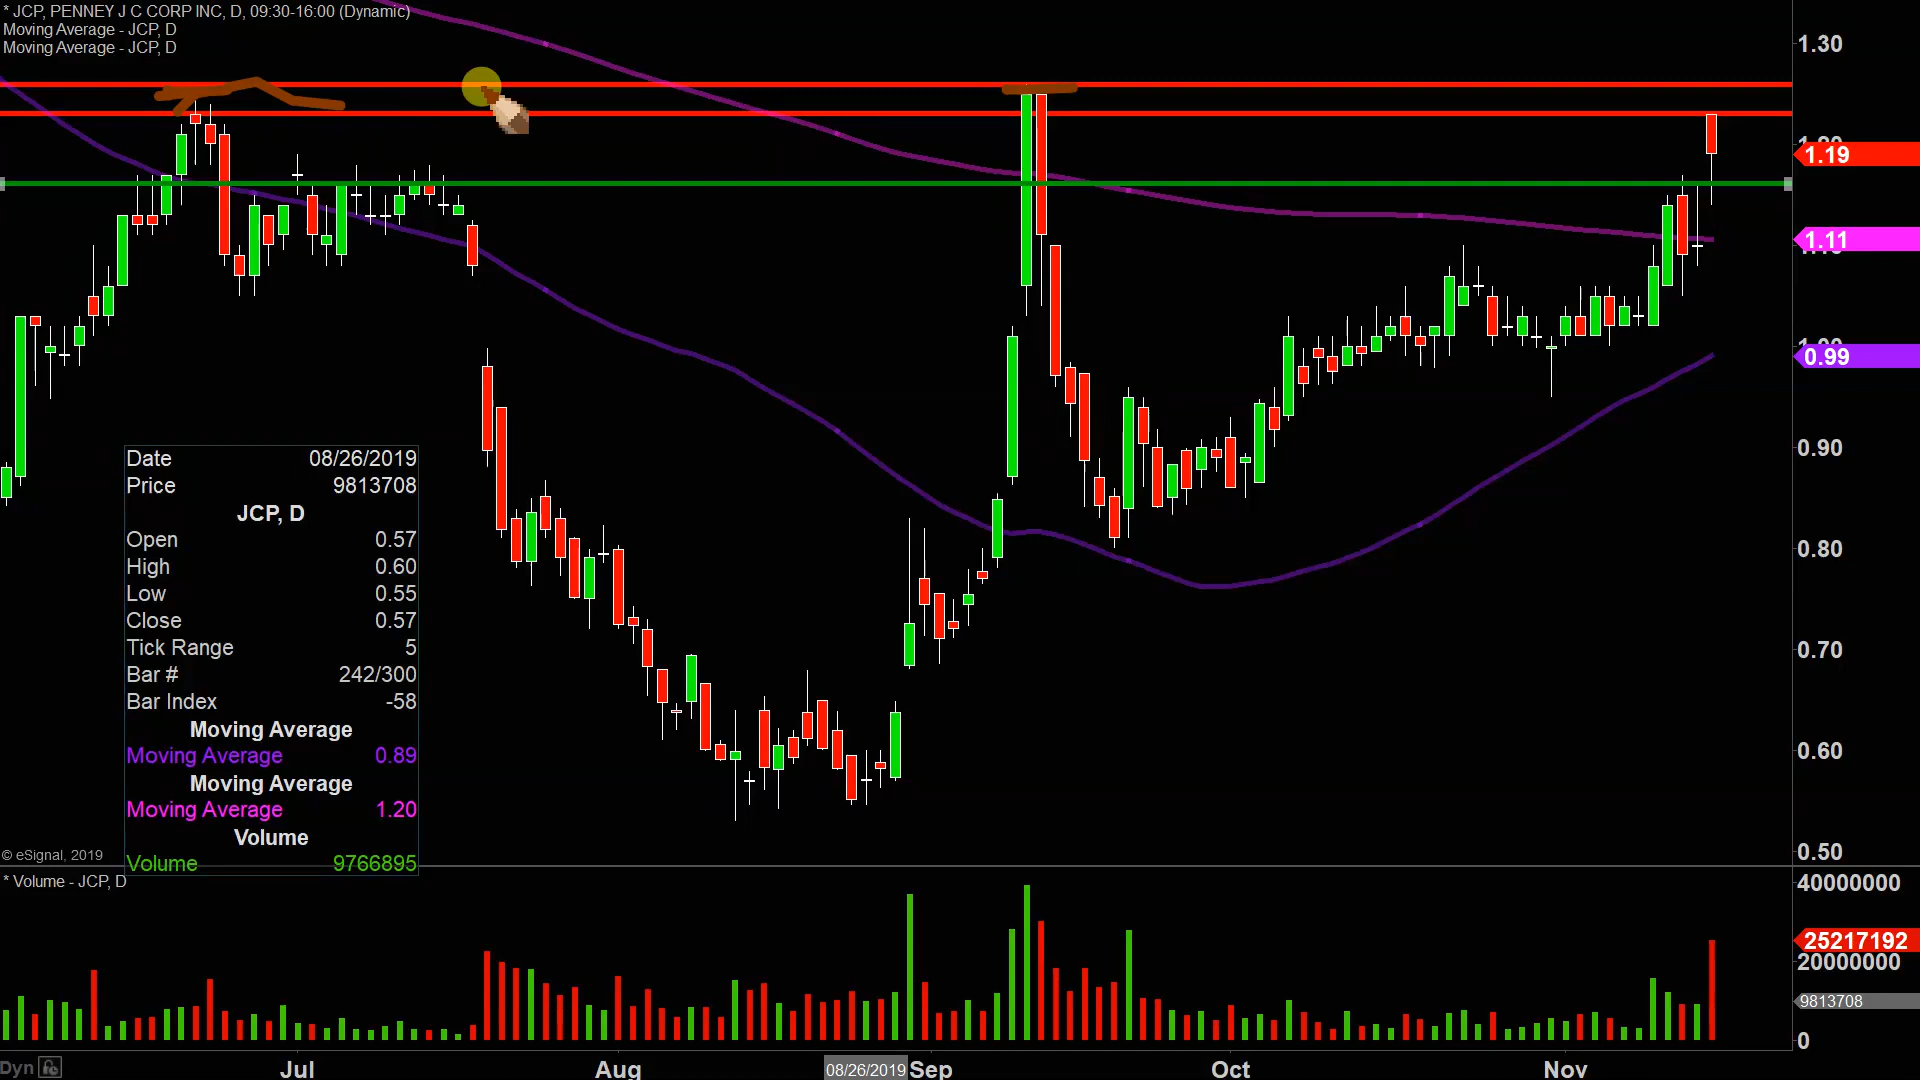 * JCP, PENNEY J C CORP INC, D, 09:30-16:00 (Dynamic)
Moving Average - JCP, D
Moving Average - JCP, D
1.30
1.19
1.11
0.99
0.90
0.80
0.70
0.60
0.50
Date 08/26/2019
Price 9813708
JCP, D
Open 0.57
High 0.60
Low 0.55
Close 0.57
Tick Range 5
Bar # 242/300
Bar Index -58
Moving Average
Moving Average 0.89
Moving Average
Moving Average 1.20
Volume
Volume 9766895
© eSignal, 2019
* Volume - JCP, D
40000000
25217192
20000000
9813708
0
Dyn
Jul Aug 08/26/2019 Sep Oct Nov